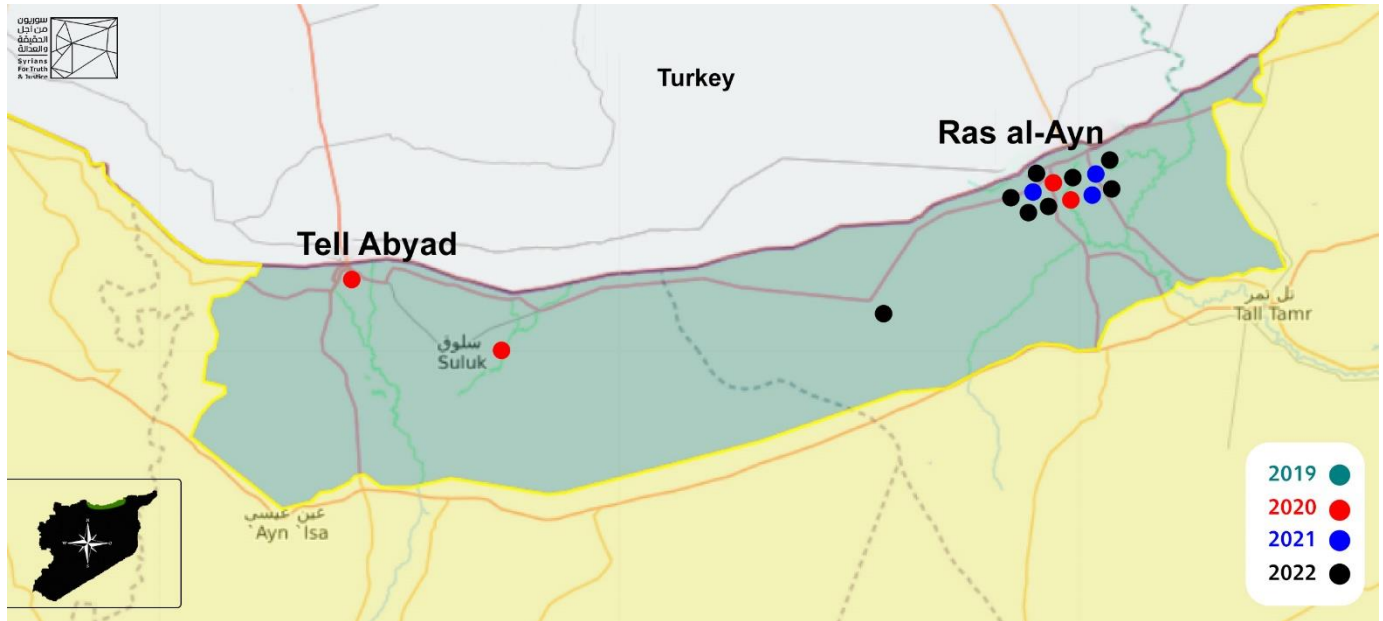 سوريون
من أجل
الحقيقة
والعدالة
Syrians
For Truth
& Justice
Turkey
Ras al-Ayn
Tell Abyad
سلوق
Suluk
تل تمر
Tall Tamr
عين عيسى
`Ayn `Isa
2019
2020
2021
2022